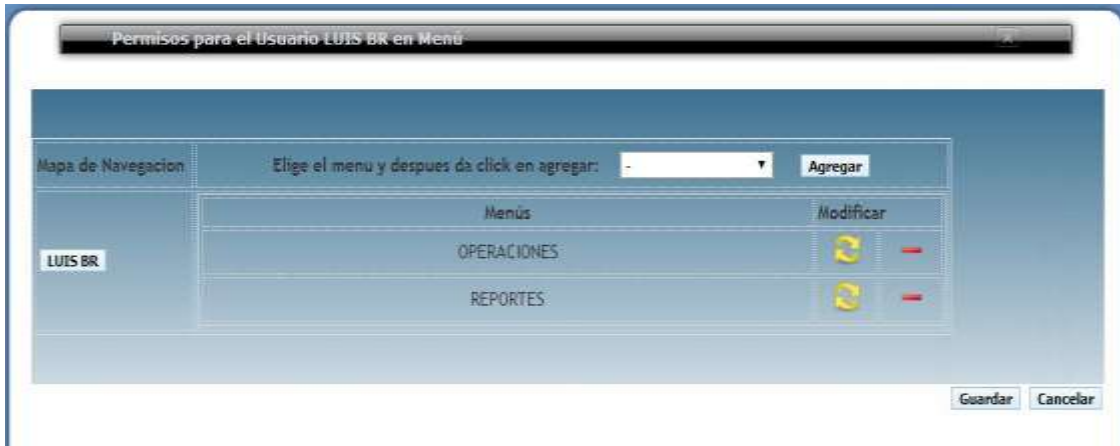 Permisos para el Usuario LUIS BR en Menú
Mapa de Navegacion Elige el menu y despues da click en agregar: - Agregar
Menús Modificar
LUIS BR
OPERACIONES
REPORTES
Guardar Cancelar